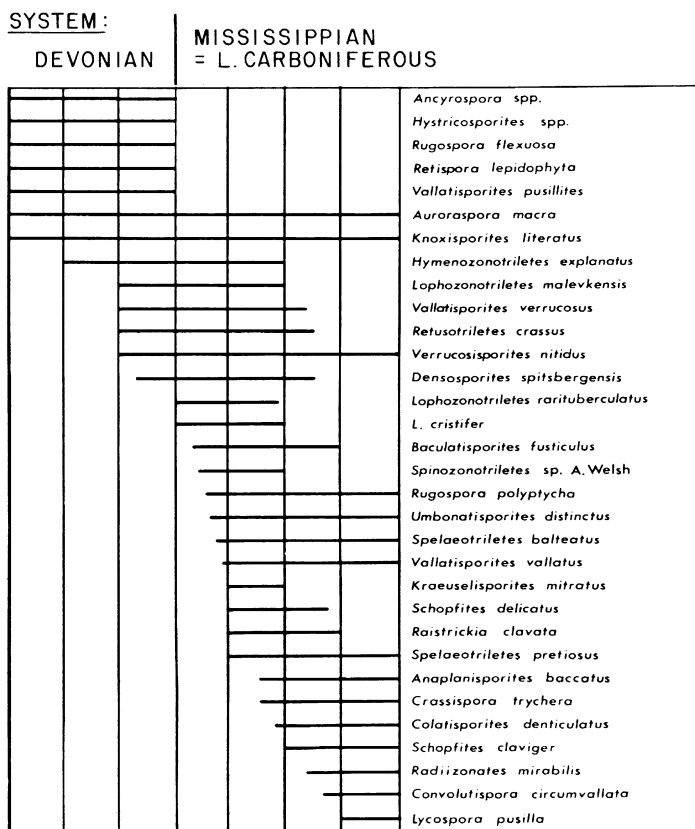 SYSTEM:
DEVONIAN
MISSISSIPPIAN
= L. CARBONIFEROUS
Ancyrospora spp.
Hystricosporites spp.
Rugospora flexuosa
Retispora lepidophyta
Vallatisporites pusillites
Auroraspora macra
Knoxisporites literatus
Hymenozonotriletes explanatus
Lophozonotriletes malevkensis
Vallatisporites verrucosus
Retusotriletes crassus
Verrucosisporites nitidus
Densosporites spitsbergensis
Lophozonotriletes rarituberculatus
L. cristifer
Baculatisporites fusticulus
Spinozonotriletes sp. A. Welsh
Rugospora polyptycha
Umbonatisporites distinctus
Spelaeotriletes balteatus
Vallatisporites vallatus
Kraeuselisporites mitratus
Schopfites delicatus
Raistrickia clavata
Spelaeotriletes pretiosus
Anaplanisporites baccatus
Crassispora trychera
Colatisporites denticulatus
Schopfites claviger
Radiizonates mirabilis
Convolutispora circumvallata
Lycospora pusilla